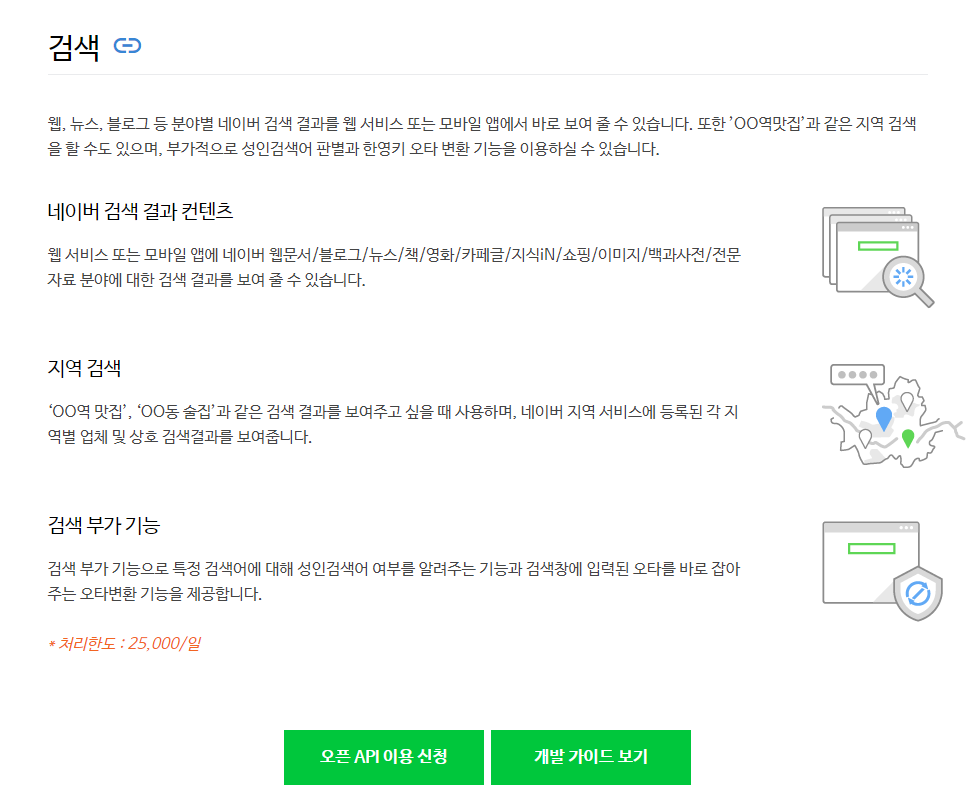 검색
웹, 뉴스, 블로그 등 분야별 네이버 검색 결과를 웹 서비스 또는 모바일 앱에서 바로 보여 줄 수 있습니다. 또한 ’OO역맛집’과 같은 지역 검색
을 할 수도 있으며, 부가적으로 성인검색어 판별과 한영키 오타 변환 기능을 이용하실 수 있습니다.
네이버 검색 결과 컨텐츠
웹 서비스 또는 모바일 앱에 네이버 웹문서/블로그/뉴스/책/영화/카페글/지식iN/쇼핑/이미지/백과사전/전문
자료 분야에 대한 검색 결과를 보여 줄 수 있습니다.
지역 검색
‘OO역 맛집’, ‘OO동 술집’과 같은 검색 결과를 보여주고 싶을 때 사용하며, 네이버 지역 서비스에 등록된 각 지
역별 업체 및 상호 검색결과를 보여줍니다.
검색 부가 기능
검색 부가 기능으로 특정 검색어에 대해 성인검색어 여부를 알려주는 기능과 검색창에 입력된 오타를 바로 잡아
주는 오타변환 기능을 제공합니다.
* 처리한도 : 25,000/일
오픈 API 이용 신청
개발 가이드 보기